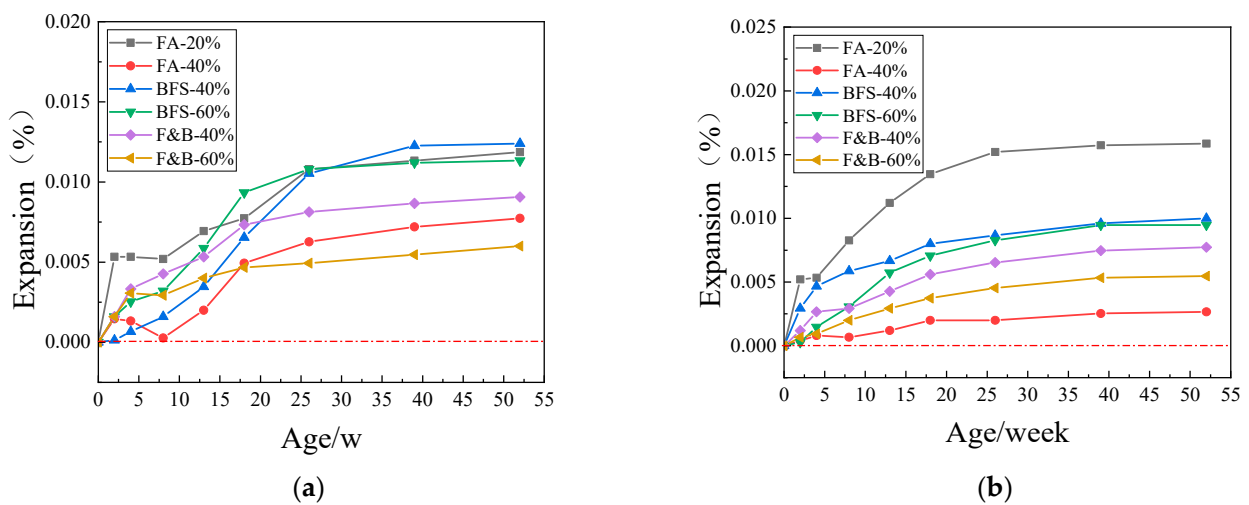 0.020
0.015
0.010
0.005
0.000
Expansion（%）
FA-20%
FA-40%
BFS-40%
BFS-60%
F&B-40%
F&B-60%
0 5 10 15 20 25 30 35 40 45 50 55
Age/w
(a)
0.025
0.020
0.015
0.010
0.005
0.000
Expansion（%）
FA-20%
FA-40%
BFS-40%
BFS-60%
F&B-40%
F&B-60%
0 5 10 15 20 25 30 35 40 45 50 55
Age/week
(b)